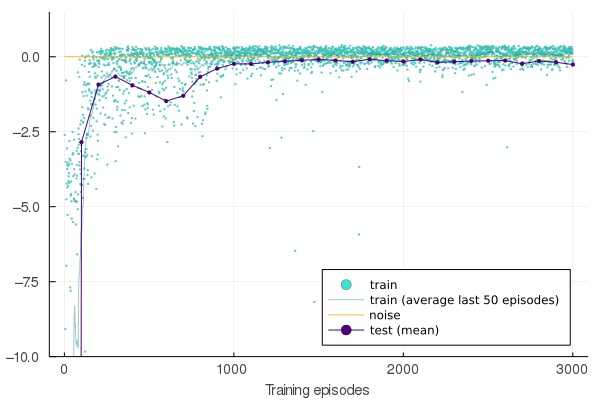 0.0
−2.5
−5.0
−7.5
−10.0
0
1000
2000
3000
Training episodes
train
train (average last 50 episodes)
noise
test (mean)